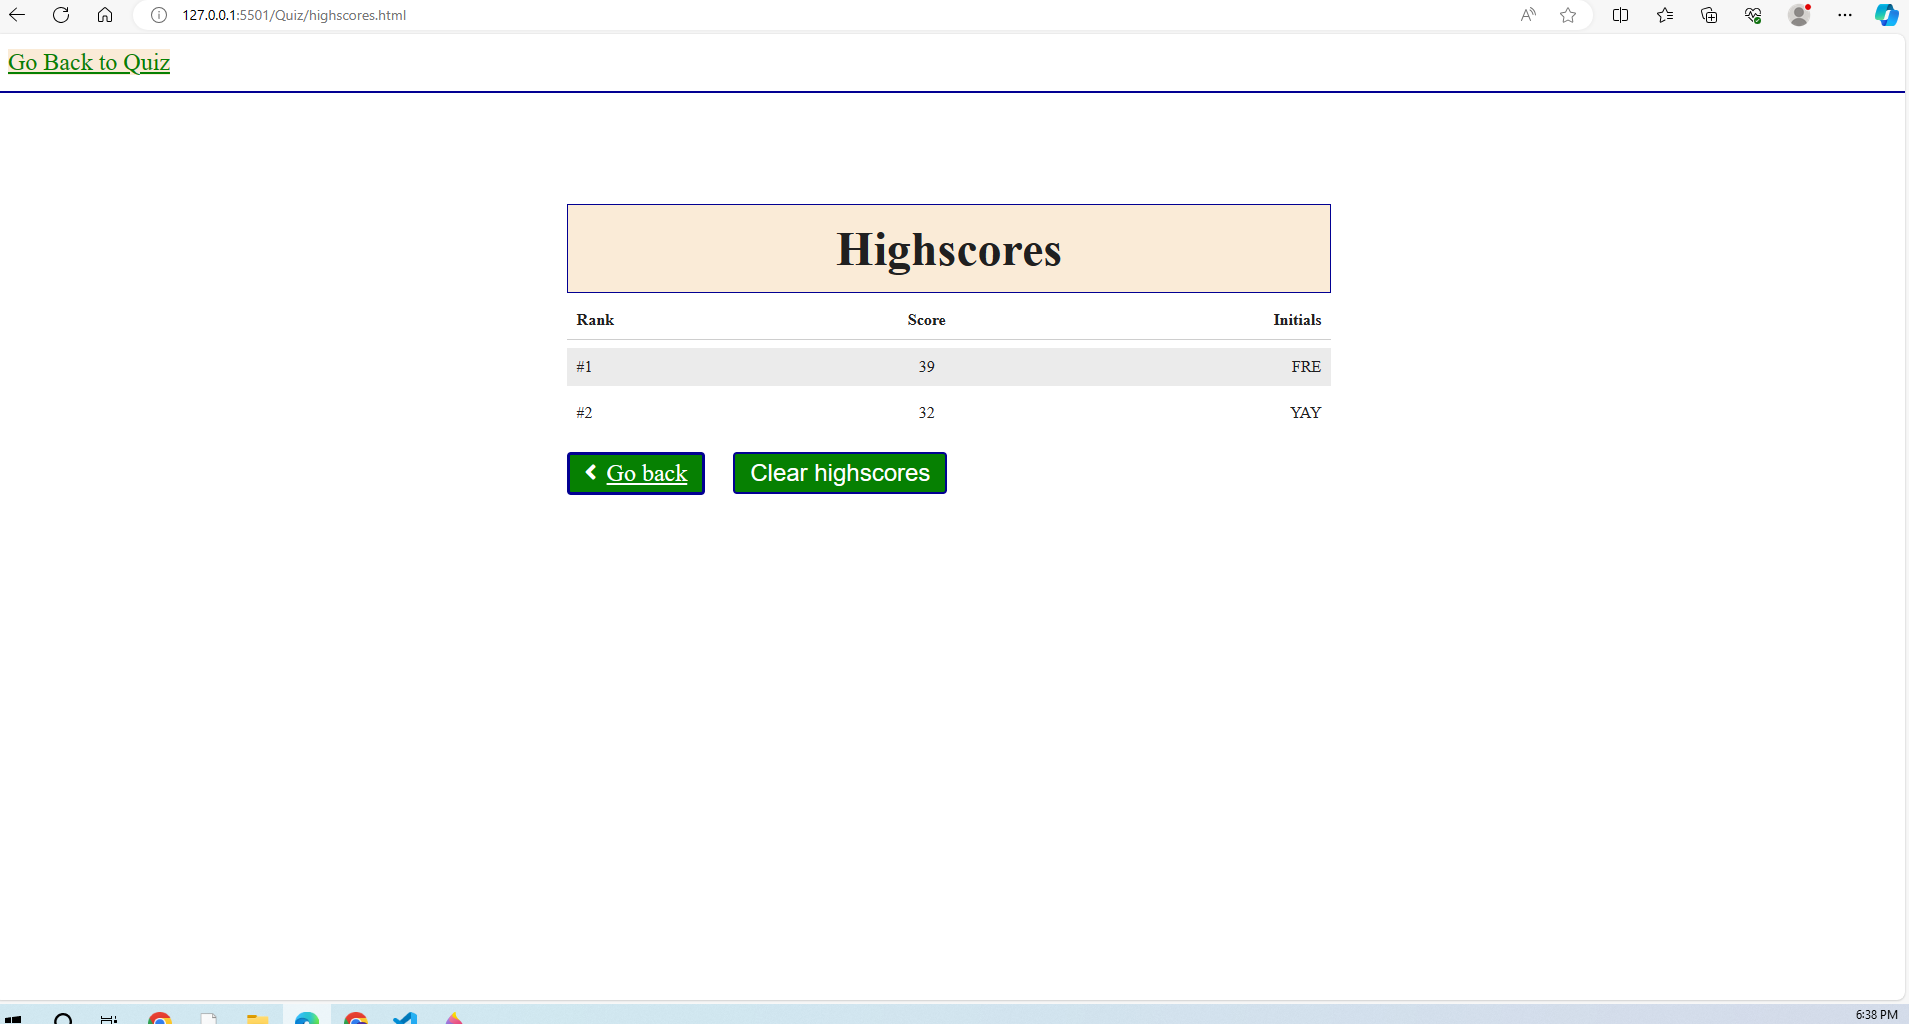 127.0.0.1:5501/Quiz/highscores.html
Go Back to Quiz
Highscores
Rank Score Initials
#1 39 FRE
#2 32 YAY
Go back Clear highscores
6:38 PM